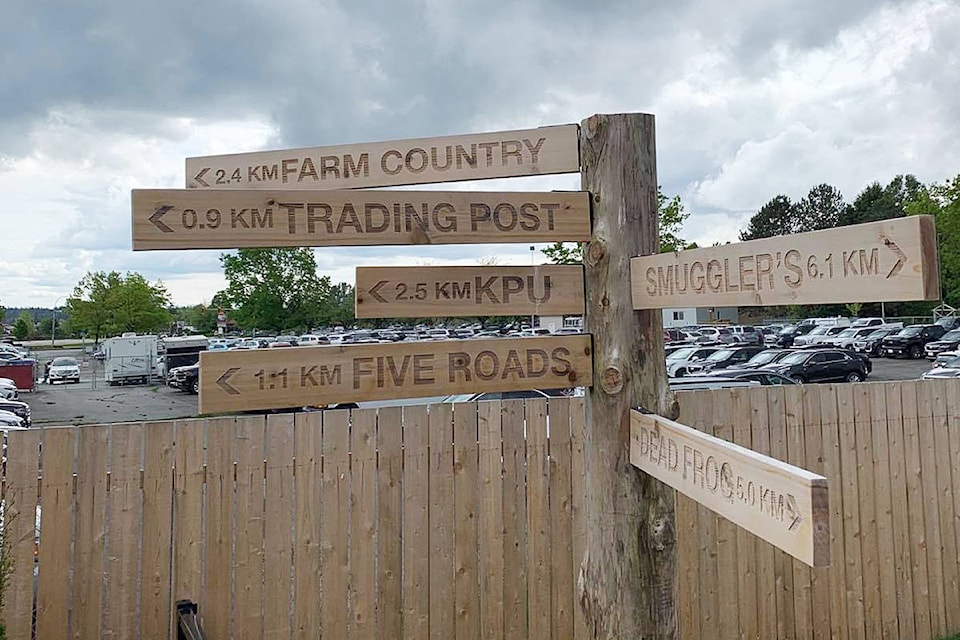 < 2.4 KM FARM COUNTRY
< 0.9 KM TRADING POST
< 2.5 KM KPU
< 1.1 KM FIVE ROADS
SMUGGLER'S 6.1 KM >
DEAD FROG 5.0 KM >